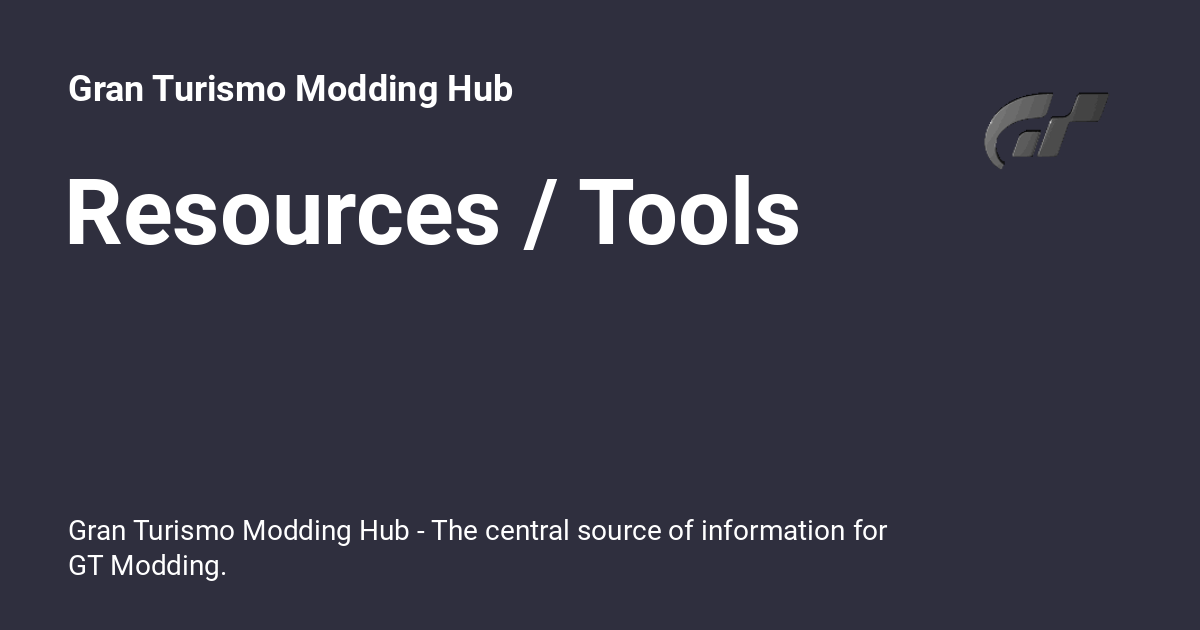 Gran Turismo Modding Hub
Resources / Tools
Gran Turismo Modding Hub - The central source of information for
GT Modding.